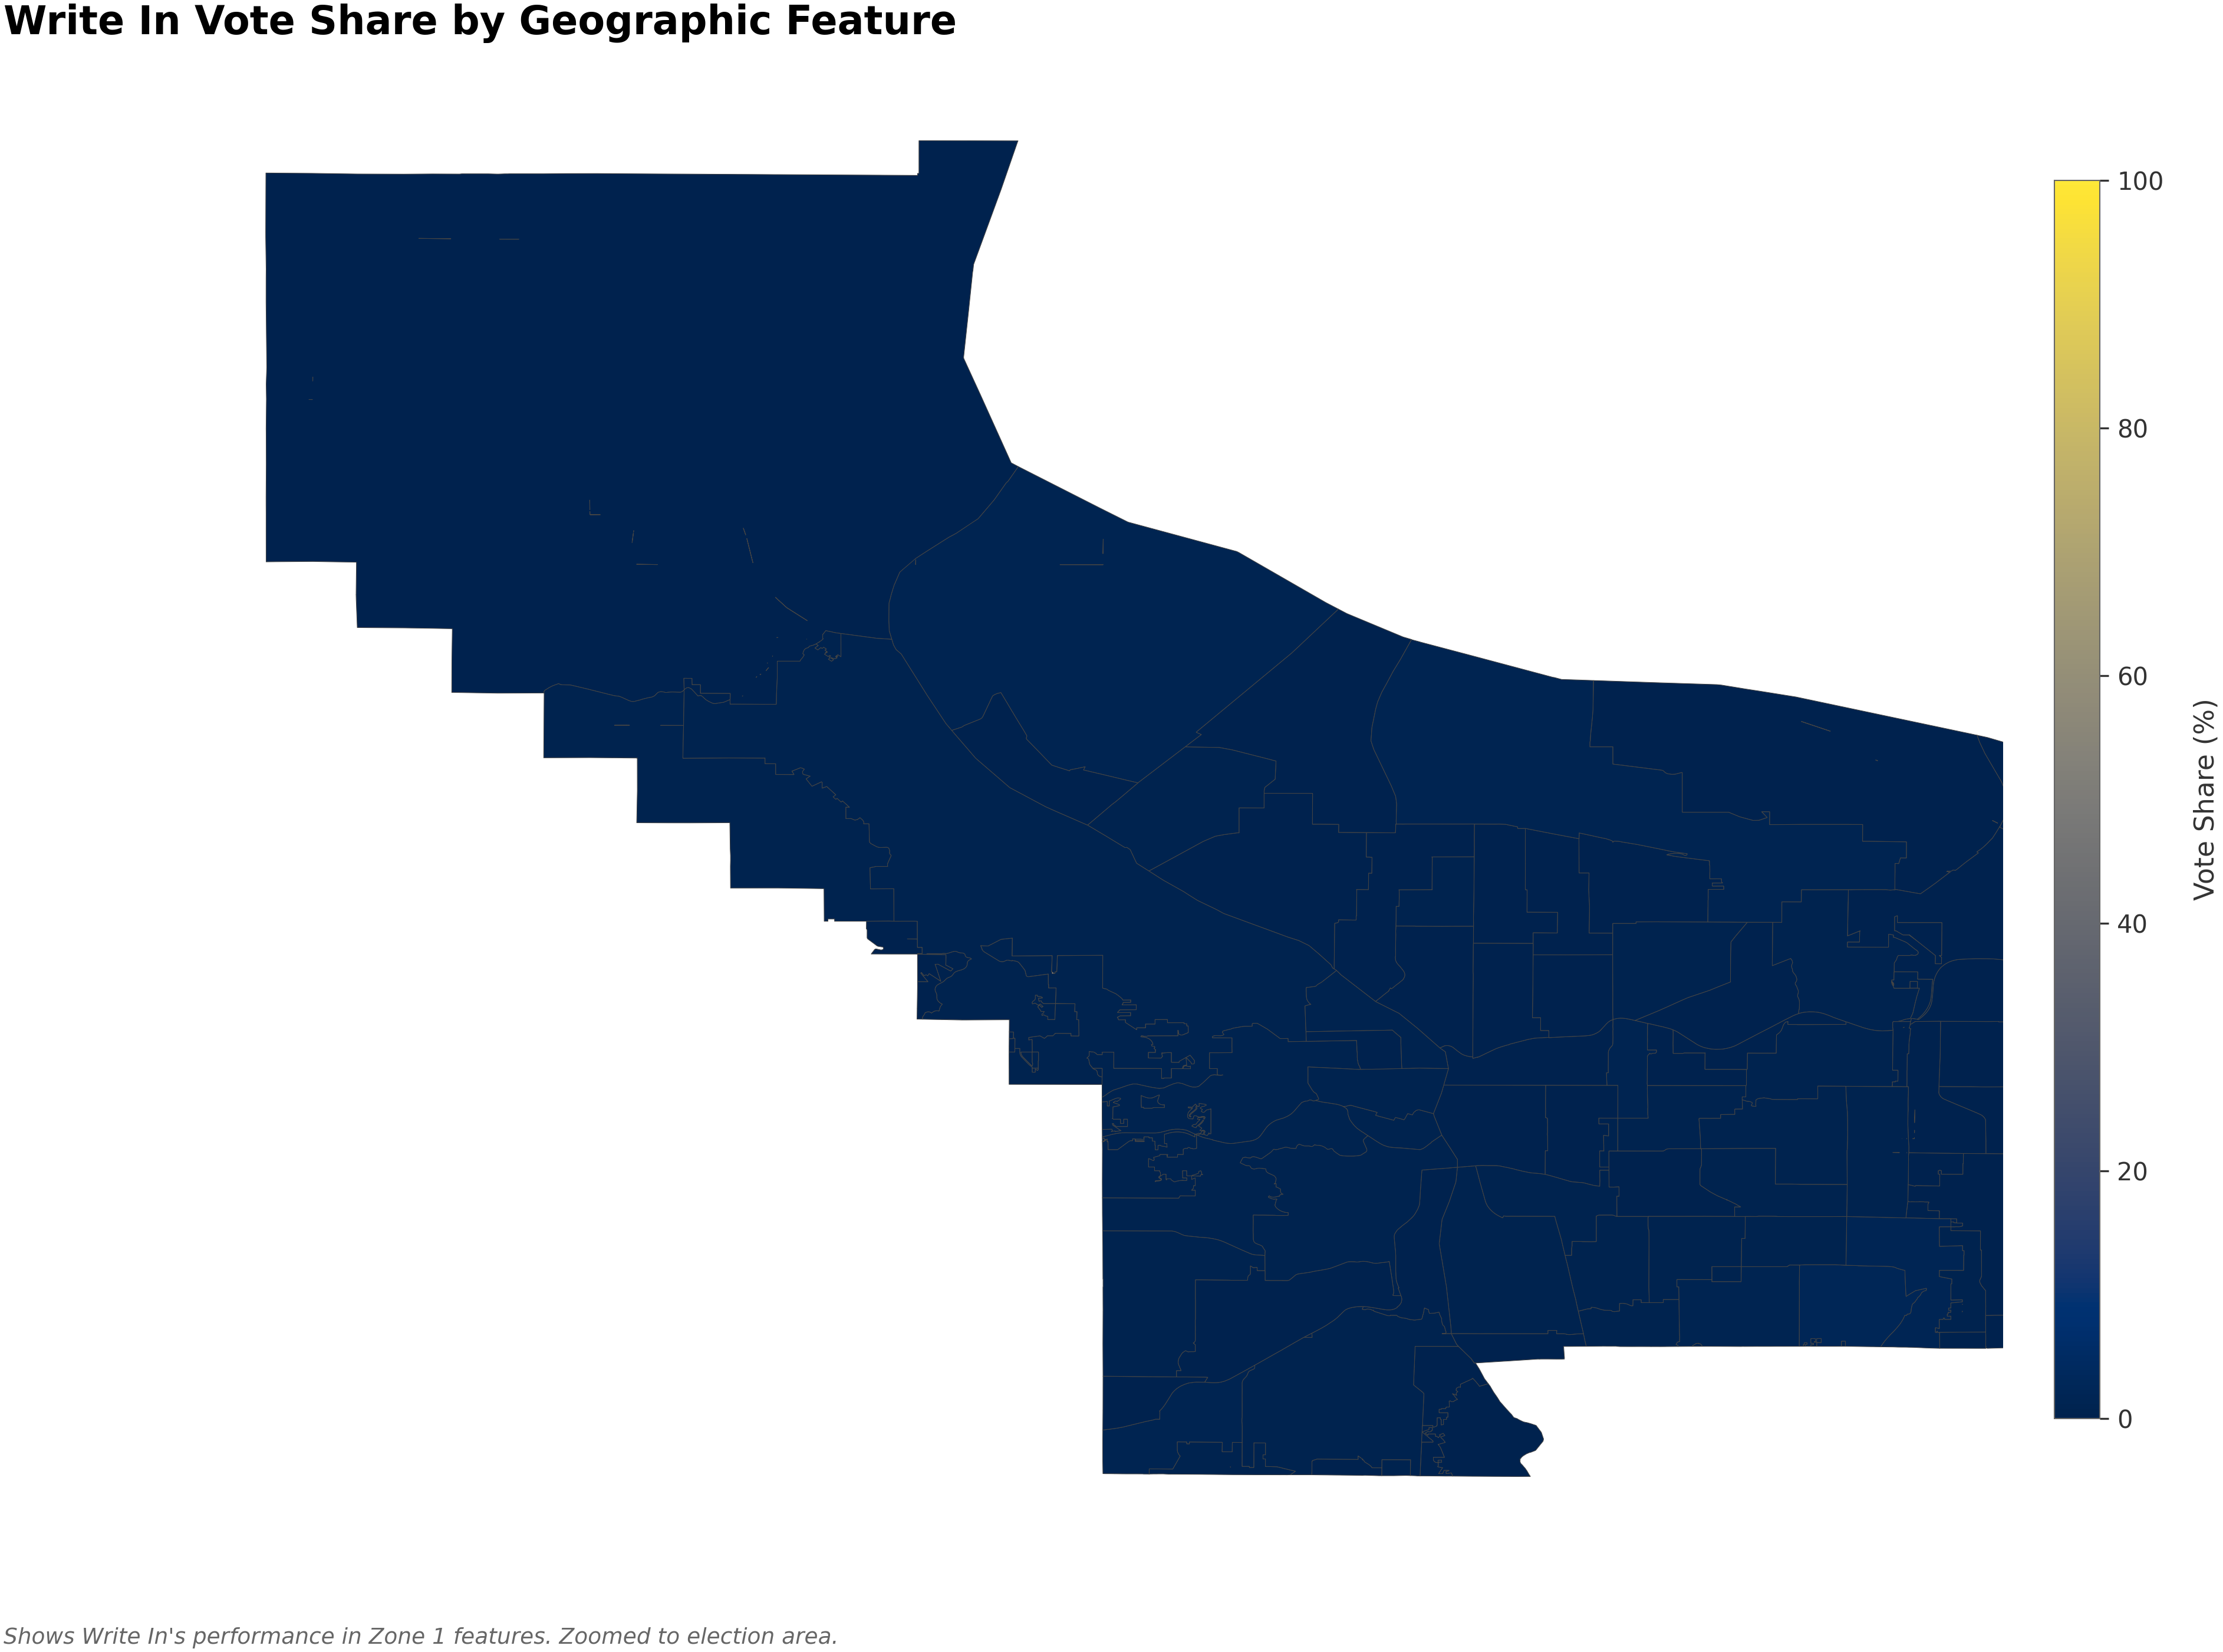 Write In Vote Share by Geographic Feature
100
80
60
40
20
0
Vote Share (%)
Shows Write In's performance in Zone 1 features. Zoomed to election area.